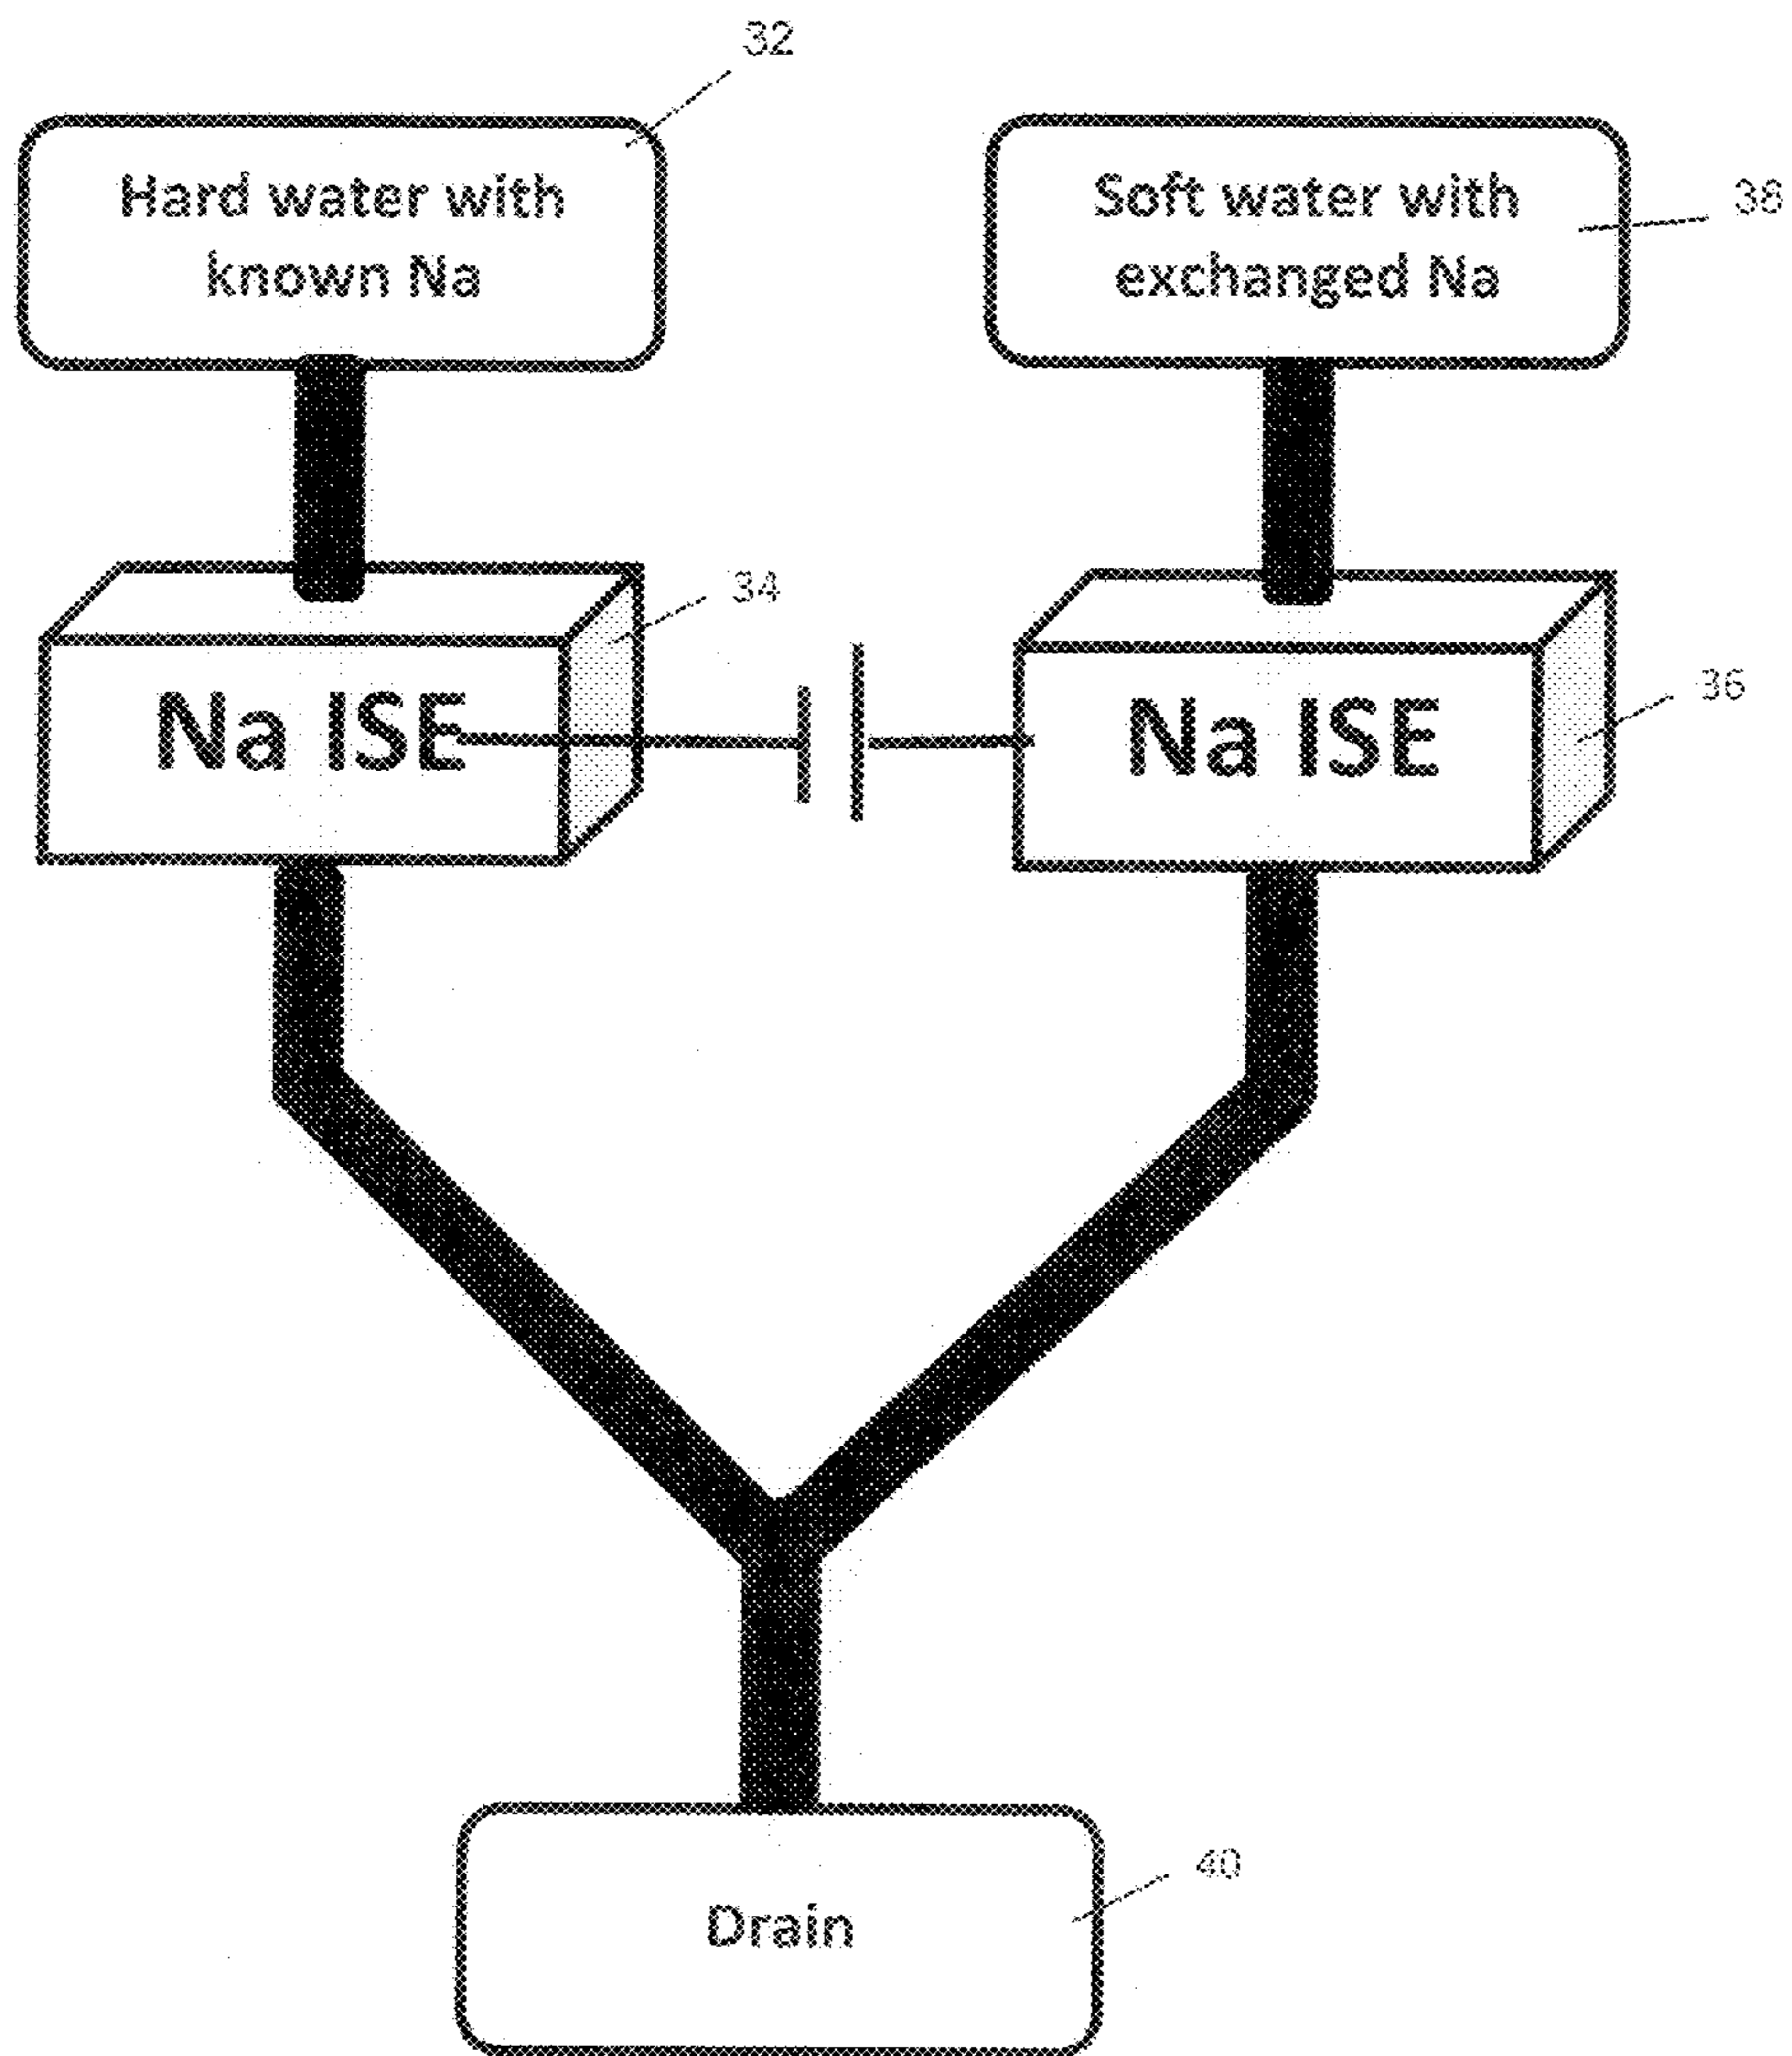 32
Hard water with
known Na
Soft water with
exchanged Na
38
Na ISE
34
Na ISE
36
Drain
40